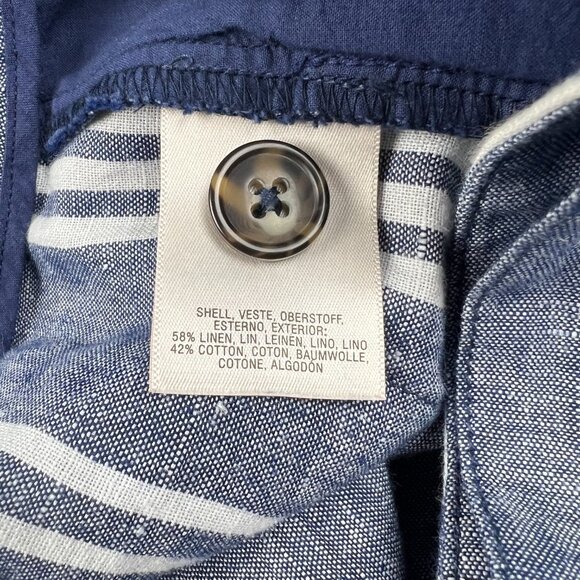 SHELL, VESTE, OBERSTOFF,
ESTERNO, EXTERIOR:
58% LINEN, LIN, LEINEN, LINO, LINO
42% COTTON, COTON, BAUMWOLLE,
COTONE, ALGODÓN